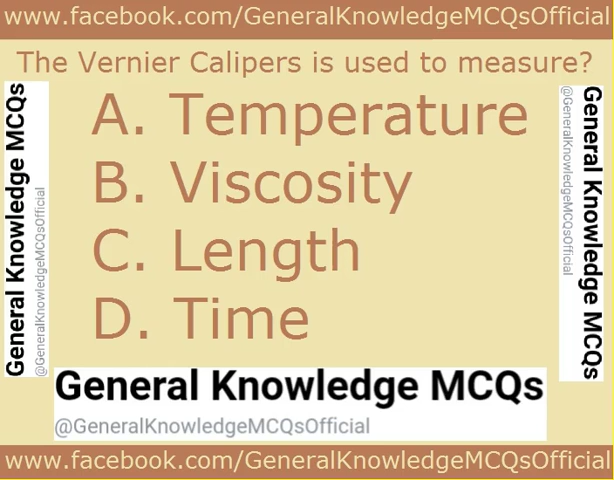 www.facebook.com/GeneralKnowledgeMCQsOfficial
The Vernier Calipers is used to measure?
General Knowledge MCQs
@GeneralKnowledgeMCQsOfficial
A. Temperature
B. Viscosity
C. Length
D. Time
General Knowledge MCQs
@GeneralKnowledgeMCQsOfficial
General Knowledge MCQs
@GeneralKnowledgeMCQsOfficial
www.facebook.com/GeneralKnowledgeMCQsOfficial